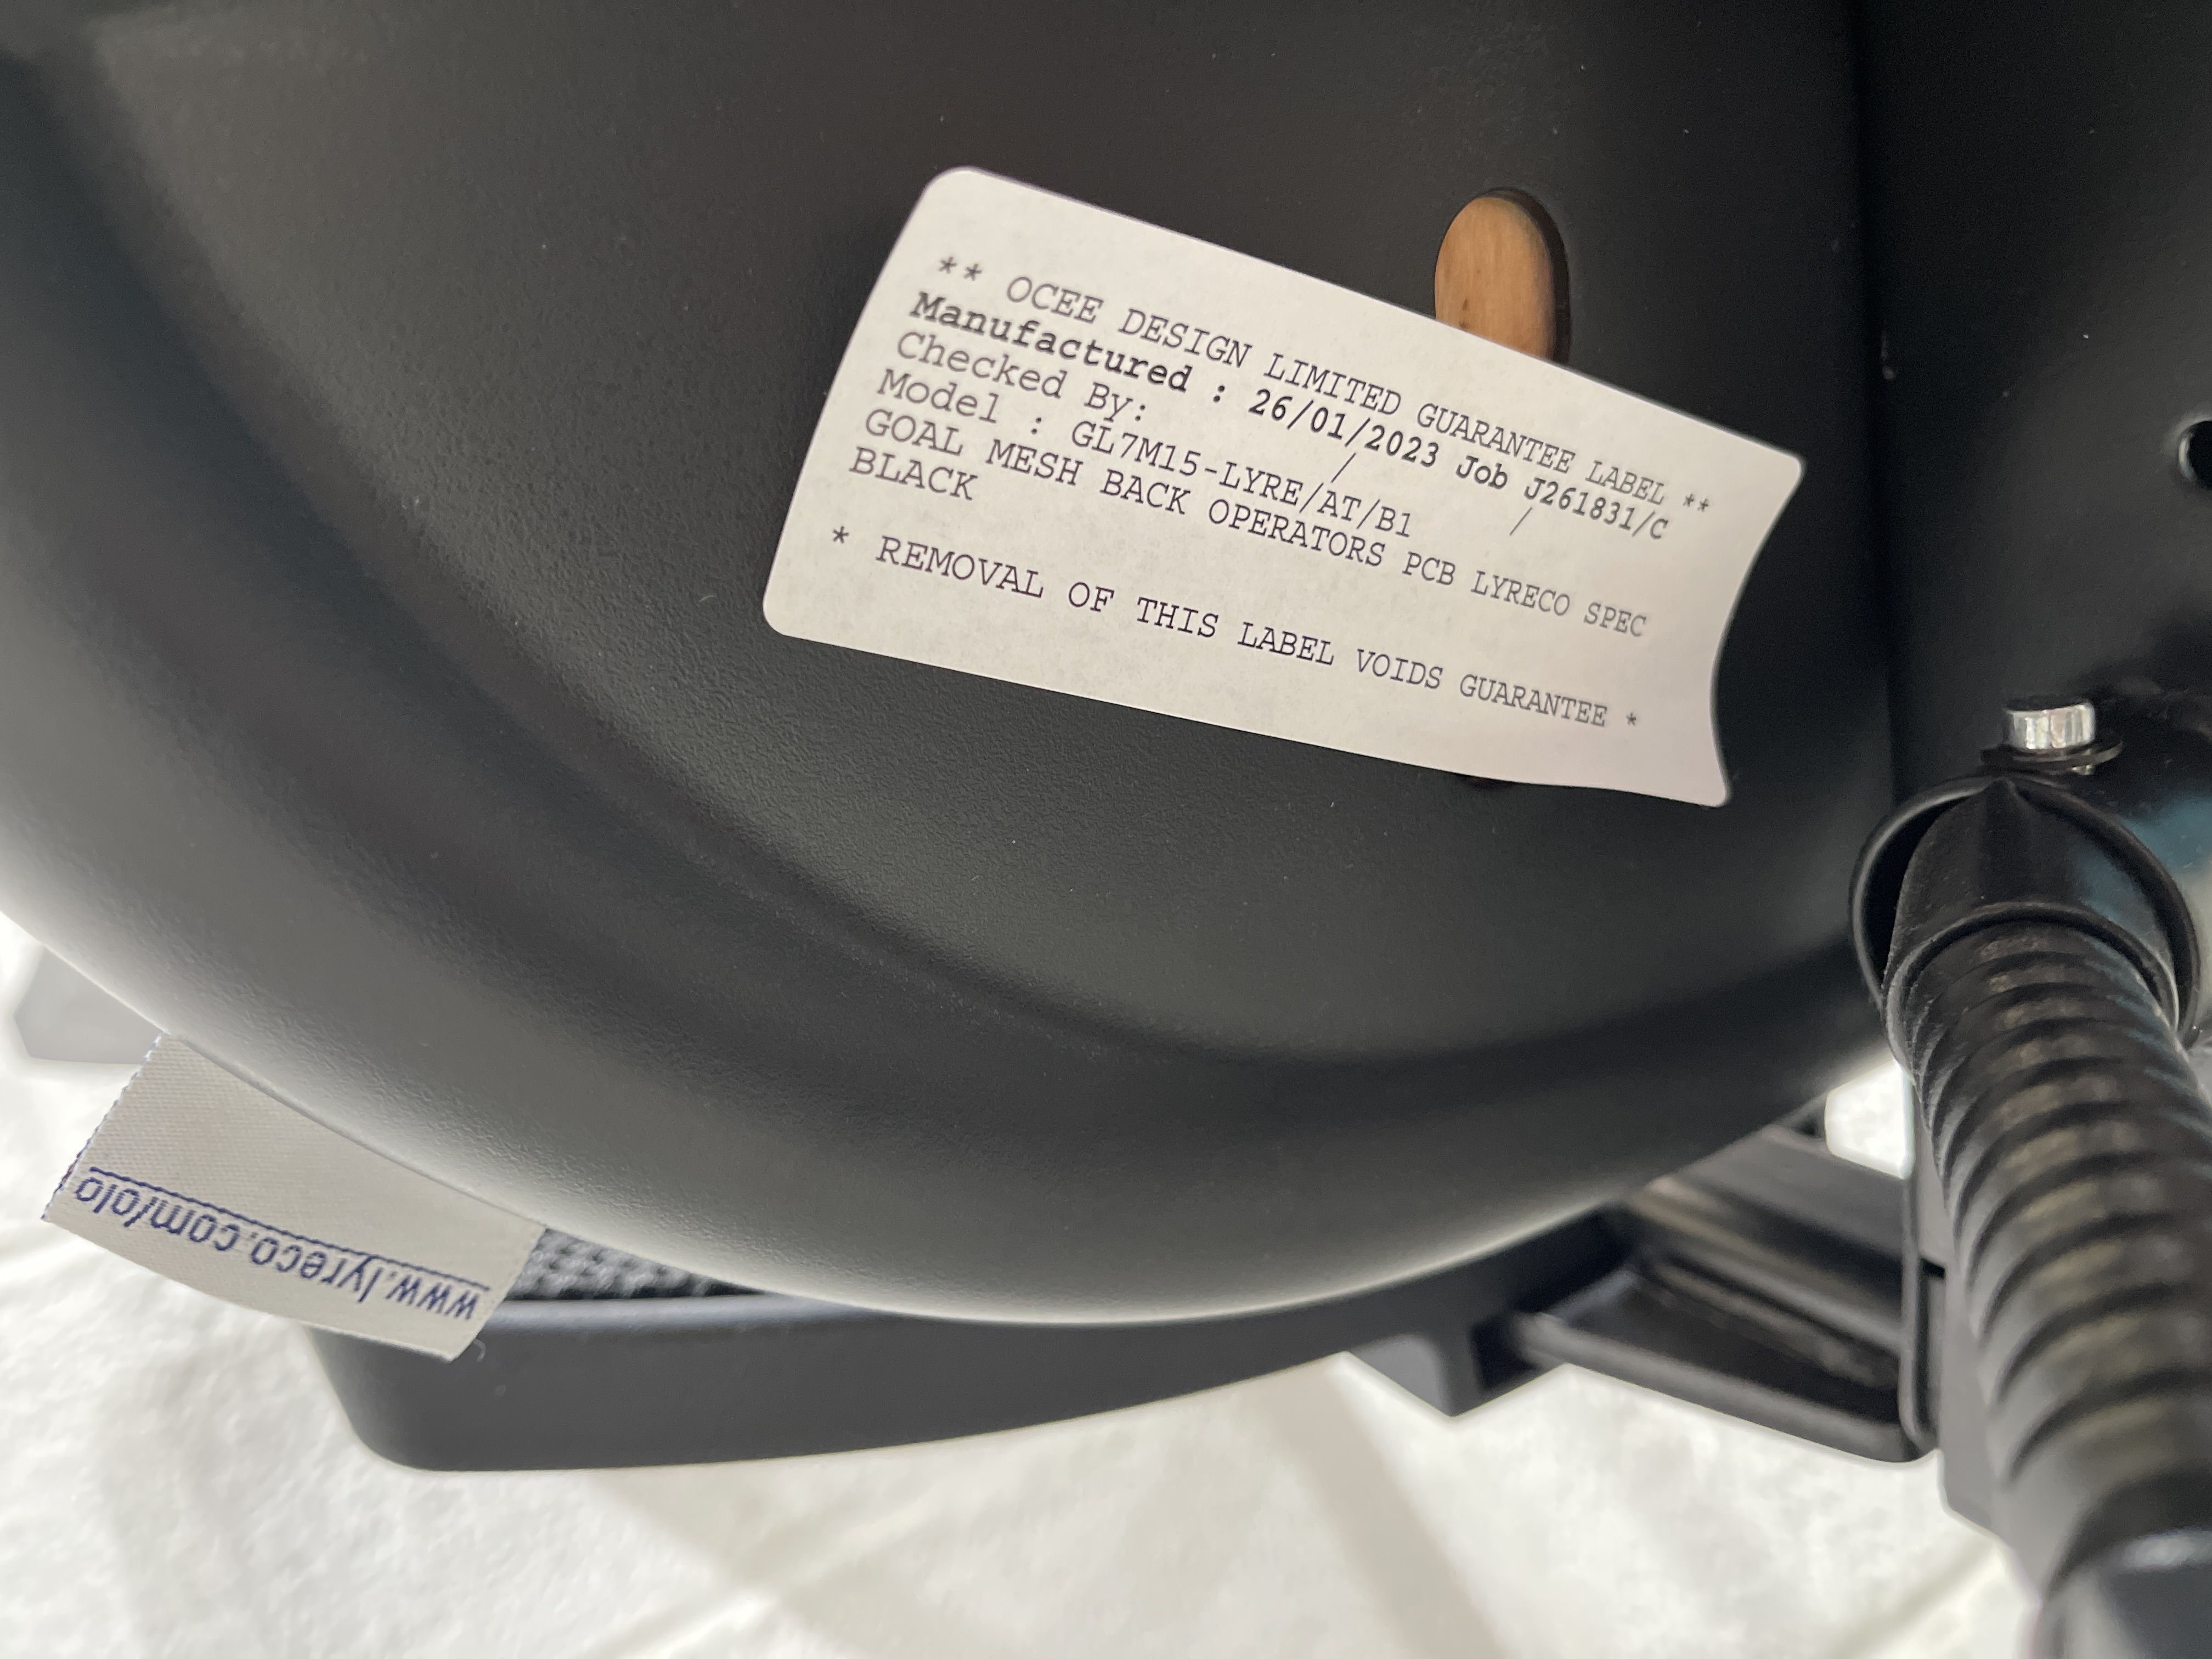 ** OCEE DESIGN LIMITED GUARANTEE LABEL **
Manufactured : 26/01/2023 Job J261831/C
Checked By: / /
Model : GL7M15-LYRE/AT/B1
GOAL MESH BACK OPERATORS PCB LYRECO SPEC
BLACK
* REMOVAL OF THIS LABEL VOIDS GUARANTEE *
www.lyreco.com/olo